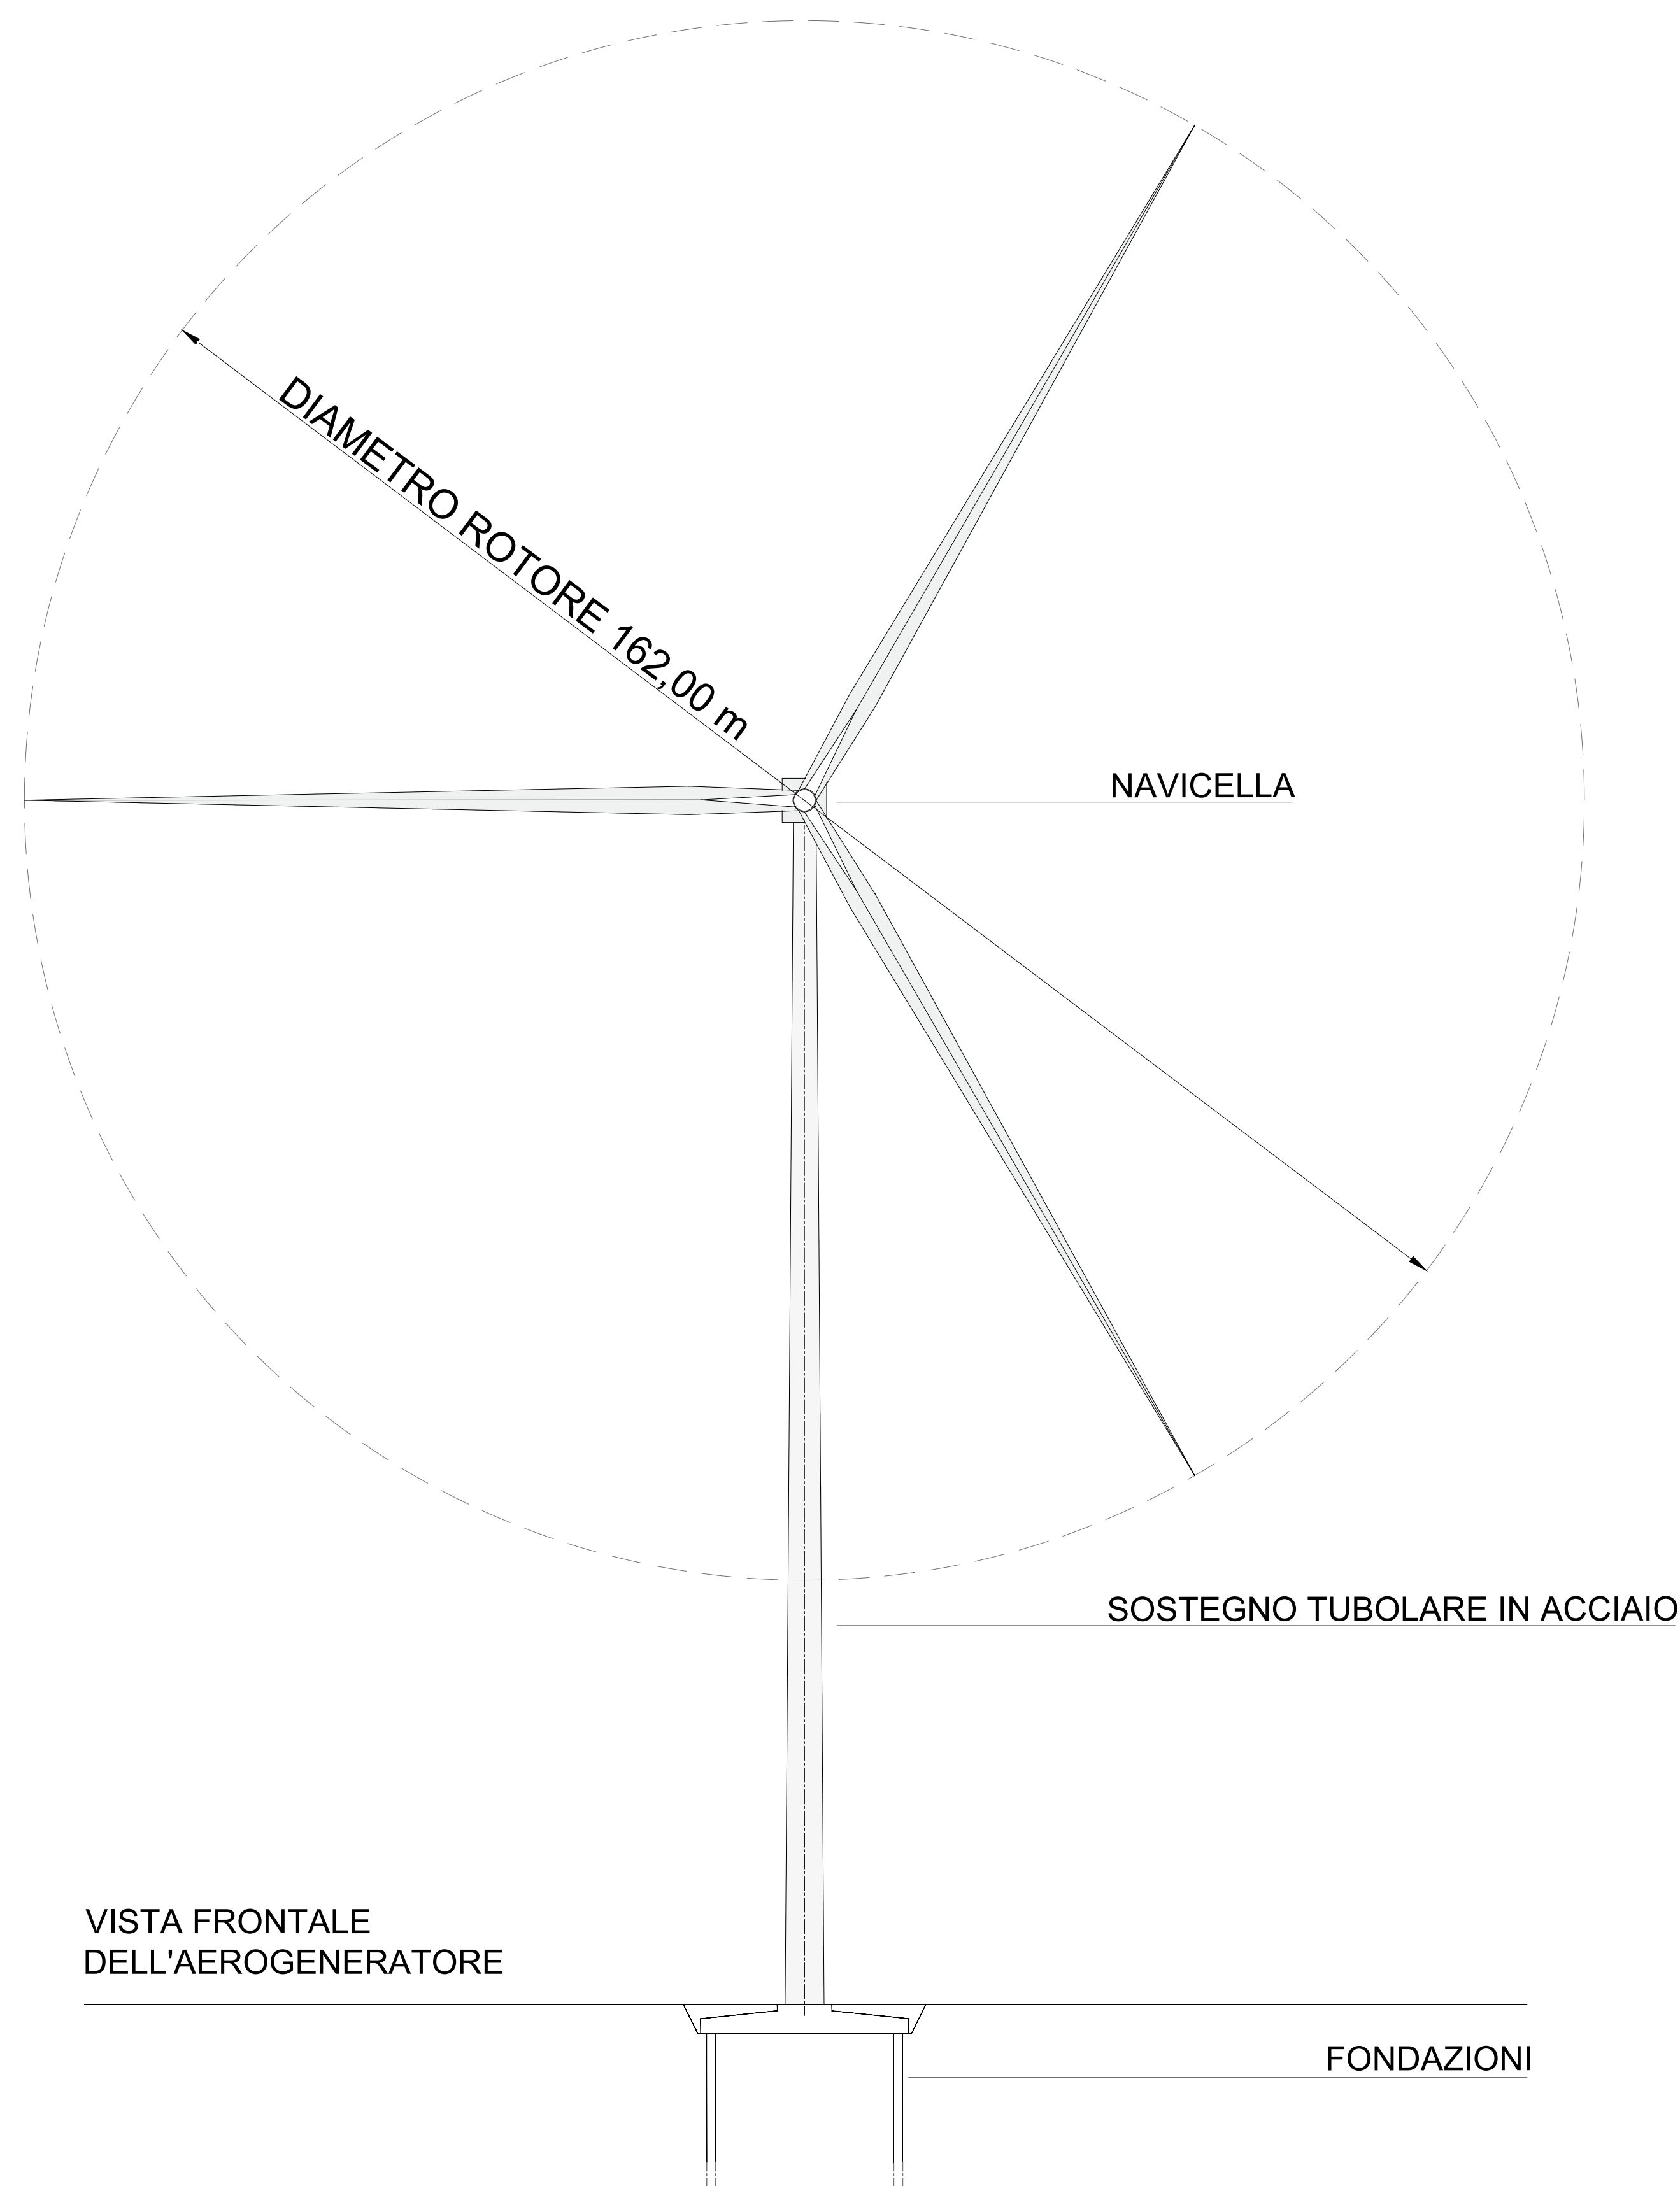 DIAMETRO ROTORE 162,00 m
NAVICELLA
SOSTEGNO TUBOLARE IN ACCIAIO
VISTA FRONTALE
DELL'AEROGENERATORE
FONDAZIONI